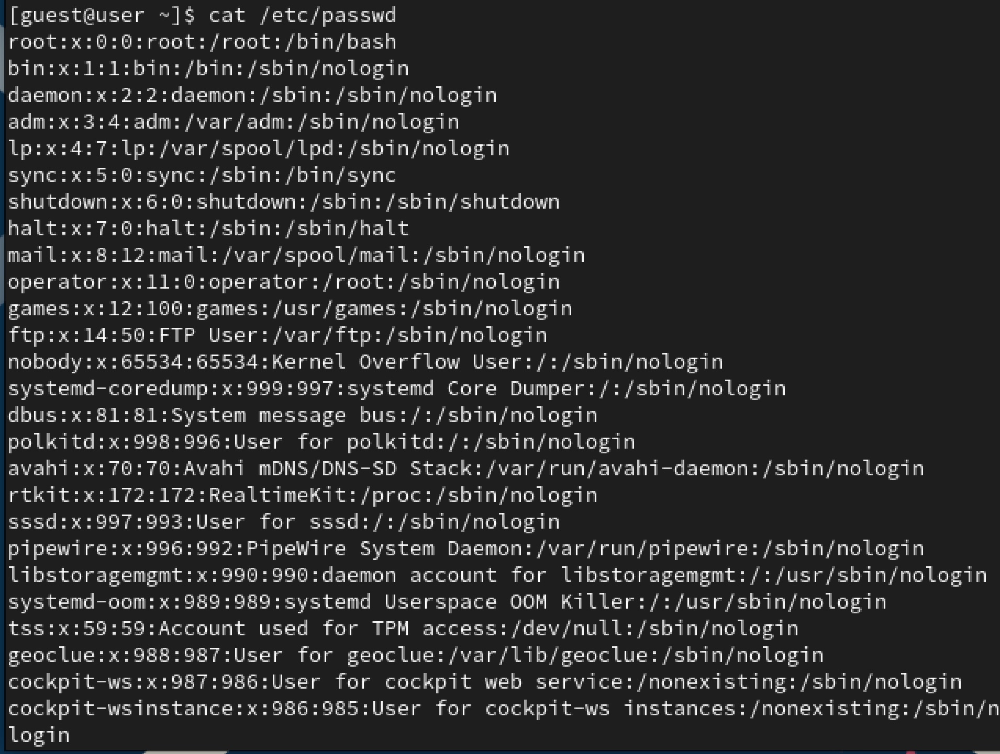 [guest@user ~]$ cat /etc/passwd
root:x:0:0:root:/root:/bin/bash
bin:x:1:1:bin:/bin:/sbin/nologin
daemon:x:2:2:daemon:/sbin:/sbin/nologin
adm:x:3:4:adm:/var/adm:/sbin/nologin
lp:x:4:7:lp:/var/spool/lpd:/sbin/nologin
sync:x:5:0:sync:/sbin:/bin/sync
shutdown:x:6:0:shutdown:/sbin:/sbin/shutdown
halt:x:7:0:halt:/sbin:/sbin/halt
mail:x:8:12:mail:/var/spool/mail:/sbin/nologin
operator:x:11:0:operator:/root:/sbin/nologin
games:x:12:100:games:/usr/games:/sbin/nologin
ftp:x:14:50:FTP User:/var/ftp:/sbin/nologin
nobody:x:65534:65534:Kernel Overflow User:/:/sbin/nologin
systemd-coredump:x:999:997:systemd Core Dumper:/:/sbin/nologin
dbus:x:81:81:System message bus:/:/sbin/nologin
polkitd:x:998:996:User for polkitd:/:/sbin/nologin
avahi:x:70:70:Avahi mDNS/DNS-SD Stack:/var/run/avahi-daemon:/sbin/nologin
rtkit:x:172:172:RealtimeKit:/proc:/sbin/nologin
sssd:x:997:993:User for sssd:/:/sbin/nologin
pipewire:x:996:992:PipeWire System Daemon:/var/run/pipewire:/sbin/nologin
libstoragemgmt:x:990:990:daemon account for libstoragemgmt:/:/usr/sbin/nologin
systemd-oom:x:989:989:systemd Userspace OOM Killer:/:/usr/sbin/nologin
tss:x:59:59:Account used for TPM access:/dev/null:/sbin/nologin
geoclue:x:988:987:User for geoclue:/var/lib/geoclue:/sbin/nologin
cockpit-ws:x:987:986:User for cockpit web service:/nonexisting:/sbin/nologin
cockpit-wsinstance:x:986:985:User for cockpit-ws instances:/nonexisting:/sbin/n
login